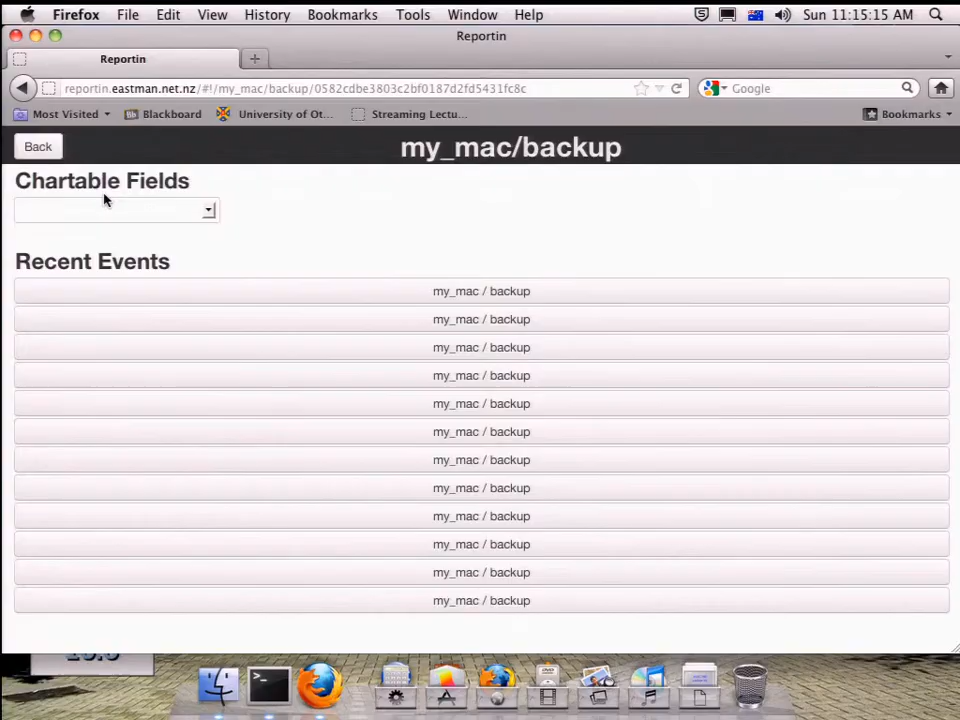 Firefox File Edit View History Bookmarks Tools Window Help Sun 11:15:15 AM
Reportin
Reportin
reportin.eastman.net.nz/#!/my_mac/backup/0582cdbe3803c2bf0187d2fd5431fc8c Google
Most Visited Blackboard University of Ot... Streaming Lectu... Bookmarks
Back my_mac/backup
Chartable Fields
Recent Events
my_mac / backup
my_mac / backup
my_mac / backup
my_mac / backup
my_mac / backup
my_mac / backup
my_mac / backup
my_mac / backup
my_mac / backup
my_mac / backup
my_mac / backup
my_mac / backup